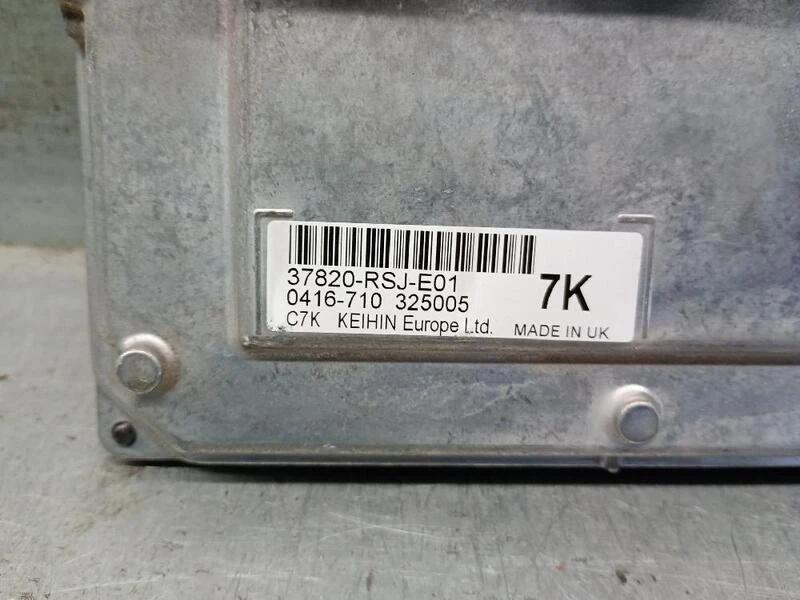 37820-RSJ-E01
0416-710 325005
7K
C7K KEIHIN Europe Ltd. MADE IN UK